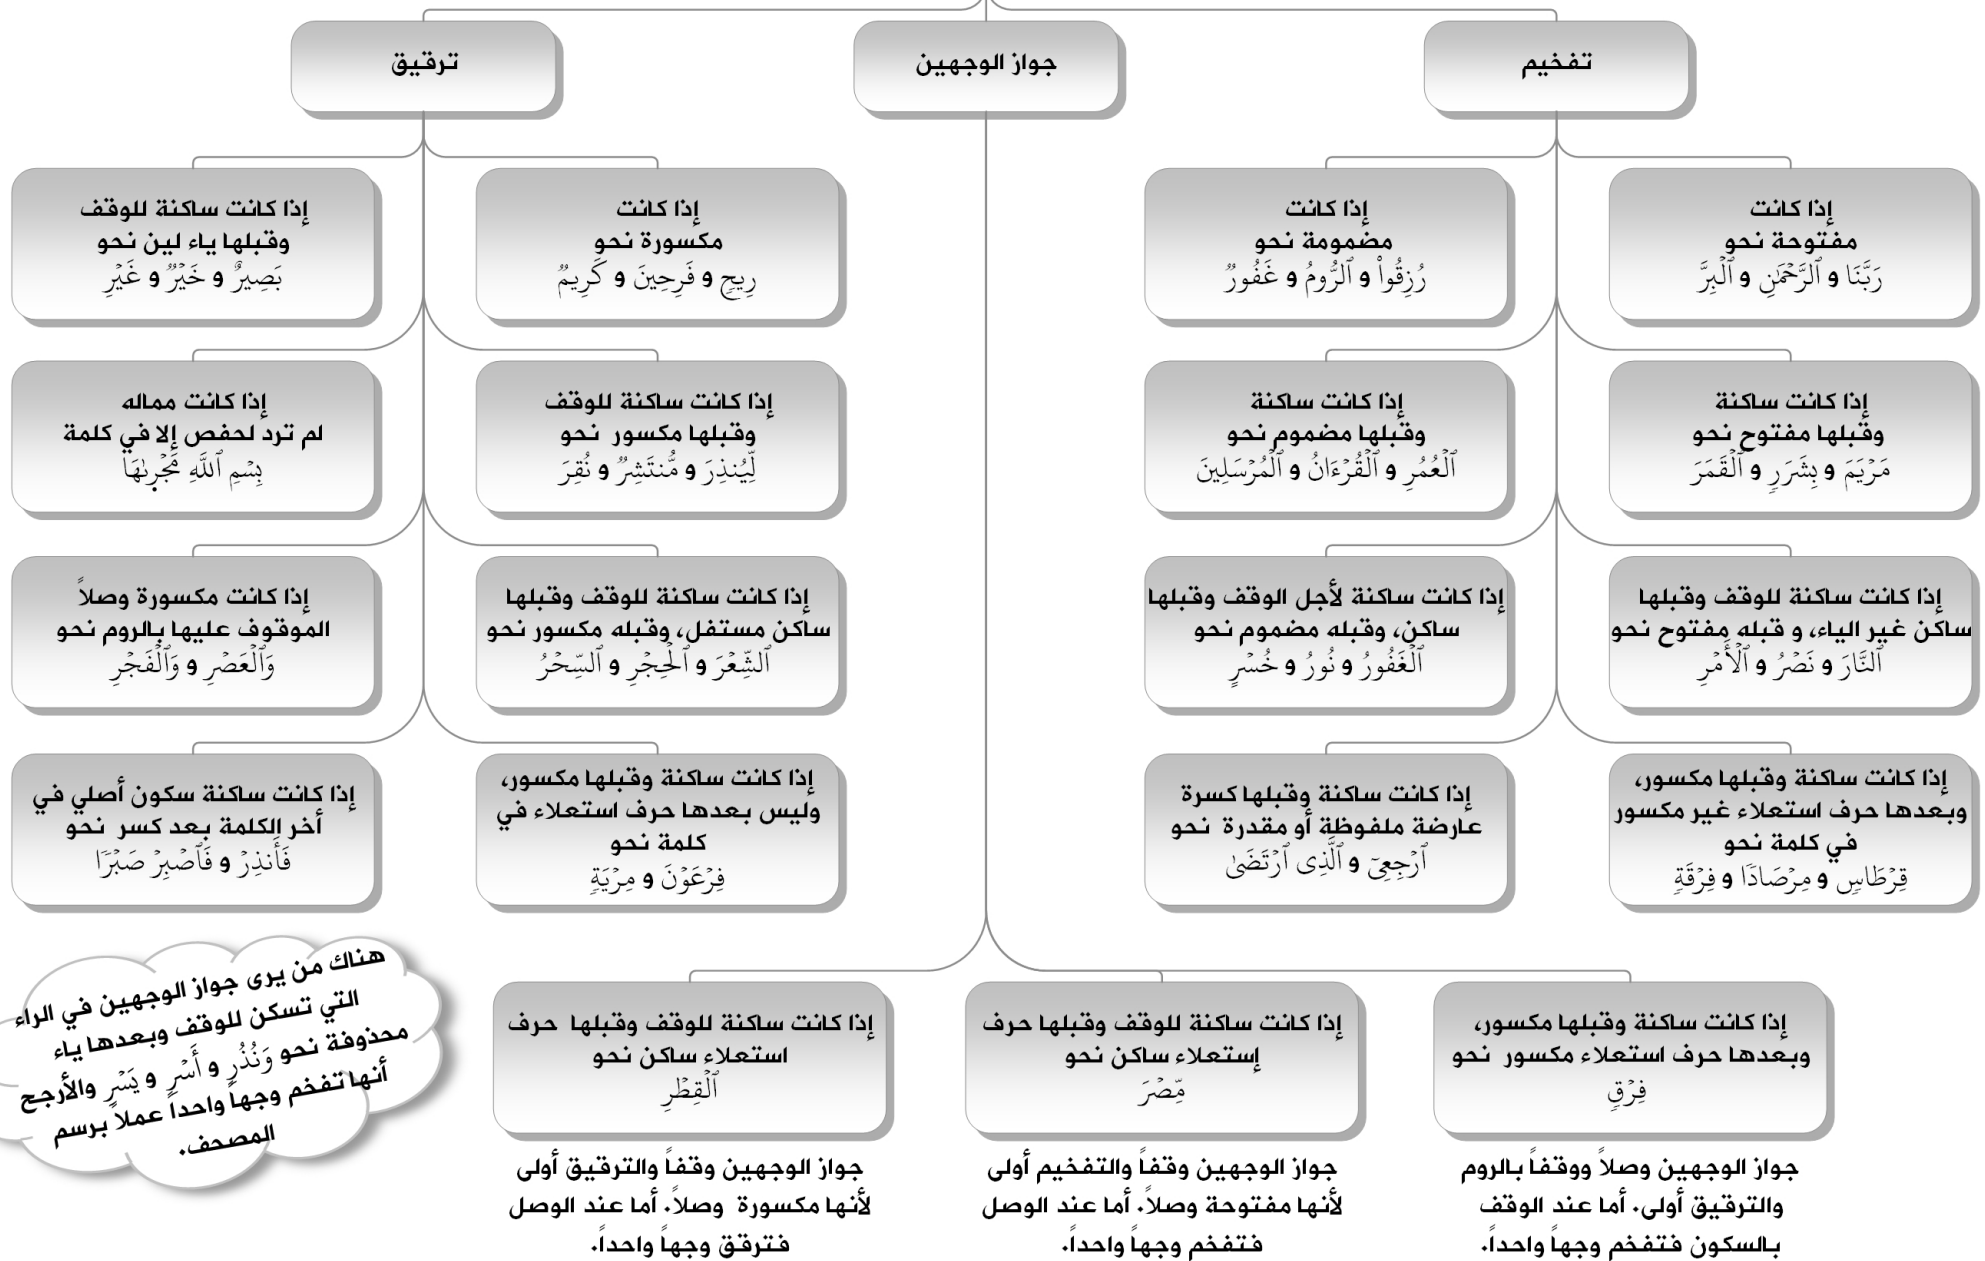 تفخيم
جواز الوجهين
ترقيق
إذا كانت
مفتوحة نحو
رَبَّنَا و ٱلرَّحۡمَٰنِ و ٱلۡبِرَّ
إذا كانت
مضمومة نحو
رُزِقُواْ و ٱلرُّومُ و غَفُورٞ
إذا كانت ساكنة
وقبلها مفتوح نحو
مَرۡيَمَ و بِشَرَرٖ و ٱلۡقَمَرَ
إذا كانت ساكنة
وقبلها مضموم نحو
ٱلۡعُمُرِ و ٱلۡقُرۡءَانُ و ٱلۡمُرۡسَلِينَ
إذا كانت ساكنة للوقف وقبلها
ساكن غير الياء، و قبله مفتوح نحو
ٱلنَّارَ و نَصۡرُ و ٱلۡأَمۡرِ
إذا كانت ساكنة لأجل الوقف وقبلها
ساكن، وقبله مضموم نحو
ٱلۡغَفُورُ و نُورُ و خُسۡرٍ
إذا كانت ساكنة وقبلها مكسور،
وبعدها حرف استعلاء غير مكسور
في كلمة نحو
قِرۡطَاسٖ و مِرۡصَادٗا و فِرۡقَةٖ
إذا كانت ساكنة وقبلها كسرة
عارضة ملفوظة أو مقدرة نحو
ٱرۡجِعِيٓ و ٱلَّذِى ٱرۡتَضَىٰ
إذا كانت
مكسورة نحو
رِيحٖ و فَرِحِينَ و كَرِيمٞ
إذا كانت ساكنة للوقف
وقبلها ياء لين نحو
بَصِيرٌ و خَيۡرٞ و غَيۡرِ
إذا كانت ساكنة للوقف
وقبلها مكسور نحو
لِّيُنذِرَ و مُّنتَشِرٞ و نُقِرَ
إذا كانت مماله
لم ترد لحفص إلا في كلمة
بِسۡمِ ٱللَّهِ مَجۡرٜىٰهَا
إذا كانت ساكنة للوقف وقبلها
ساكن مستفل، وقبله مكسور نحو
ٱلشِّعۡرَ و ٱلۡحِجۡرِ و ٱلسِّحۡرُ
إذا كانت مكسورة وصلاً
الموقوف عليها بالروم نحو
وَٱلۡعَصۡرِ و وَٱلۡفَجۡرِ
إذا كانت ساكنة وقبلها مكسور،
وليس بعدها حرف استعلاء في
كلمة نحو
فِرۡعَوۡنَ و مِرۡيَةٖ
إذا كانت ساكنة سكون أصلي في
أخر الكلمة بعد كسر نحو
فَأَنذِرۡ و فَٱصۡبِرۡ صَبۡرٗا
إذا كانت ساكنة وقبلها مكسور،
وبعدها حرف استعلاء مكسور نحو
فِرۡقٖ
جواز الوجهين وصلاً ووقفاً بالروم
والترقيق أولى. أما عند الوقف
بالسكون فتفخم وجهاً واحداً.
إذا كانت ساكنة للوقف وقبلها حرف
إستعلاء ساكن نحو
مِّصۡرَ
جواز الوجهين وقفاً والتفخيم أولى
لأنها مفتوحة وصلاً. أما عند الوصل
فتفخم وجهاً واحداً.
إذا كانت ساكنة للوقف وقبلها حرف
استعلاء ساكن نحو
ٱلۡقِطۡرِ
جواز الوجهين وقفاً والترقيق أولى
لأنها مكسورة وصلاً. أما عند الوصل
فترقق وجهاً واحداً.
هناك من يرى جواز الوجهين في الراء
التي تسكن للوقف وبعدها ياء
محذوفة نحو وَنُذُرِ و أَسۡرِ و يَسۡرِ والأرجح
أنها تفخم وجهاً واحداً عملاً برسم
المصحف.